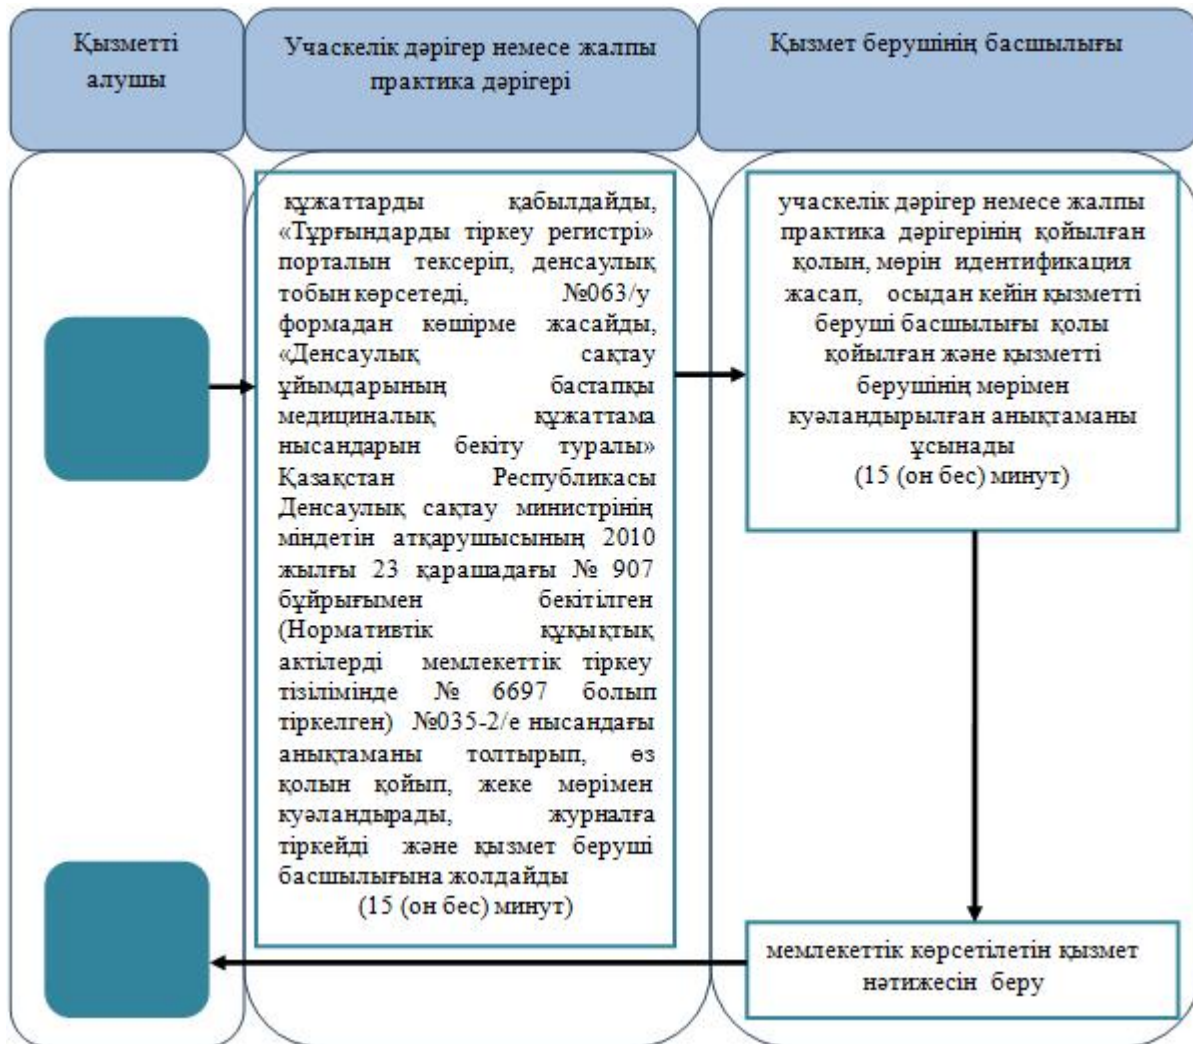 Қызметті
алушы
Учаскелік дәрігер немесе жалпы
практика дәрігері
Қызмет берушінің басшылығы
құжаттарды қабылдайды,
«Тұрғындарды тіркеу регистрі»
порталын тексеріп, денсаулық
тобын көрсетеді, №063/у
формадан көшірме жасайды,
«Денсаулық сақтау
ұйымдарының бастапқы
медициналық құжаттама
нысандарын бекіту туралы»
Қазақстан Республикасы
Денсаулық сақтау министрінің
міндетін атқарушысының 2010
жылғы 23 қарашадағы № 907
бұйрығымен бекітілген
(Нормативтік құқықтық
актілерді мемлекеттік тіркеу
тізілімінде № 6697 болып
тіркелген) №035-2/е нысандағы
анықтаманы толтырып, өз
қолын қойып, жеке мөрімен
куәландырады, журналға
тіркейді және қызмет беруші
басшылығына жолдайды
(15 (он бес) минут)
учаскелік дәрігер немесе жалпы
практика дәрігерінің қойылған
қолын, мөрін идентификация
жасап, осыдан кейін қызметті
беруші басшылығы қолы
қойылған және қызметті
берушінің мөрімен
куәландырылған анықтаманы
ұсынады
(15 (он бес) минут)
мемлекеттік көрсетілетін қызмет
нәтижесін беру